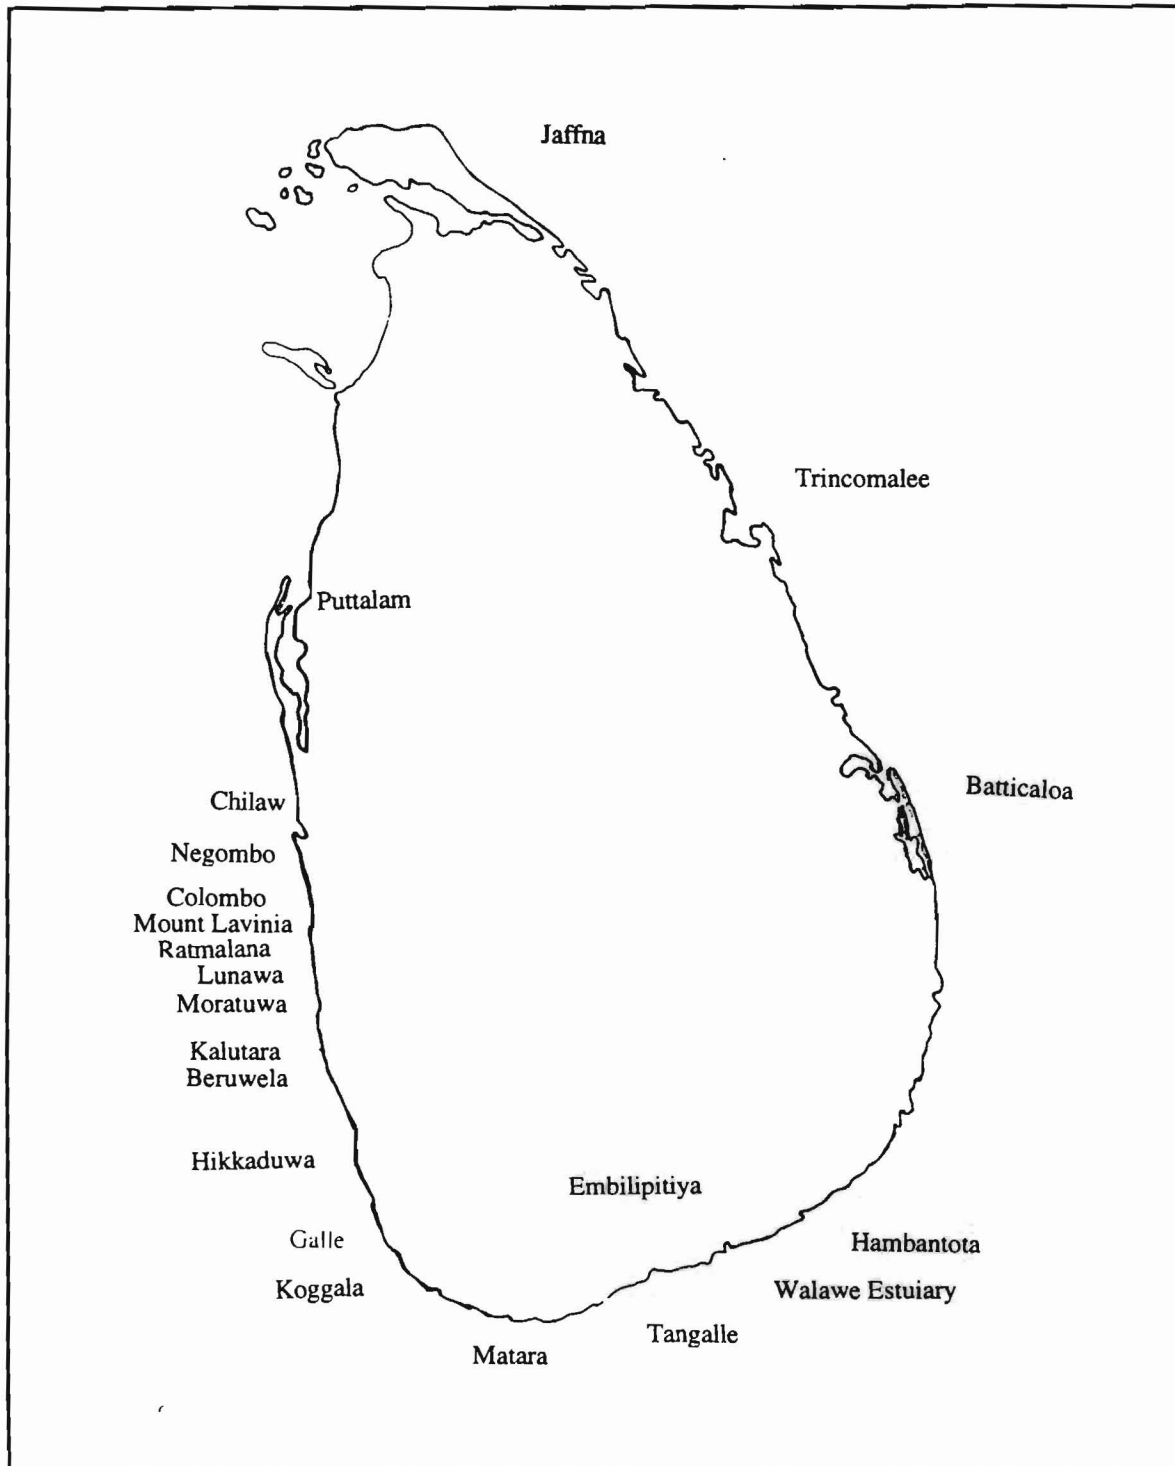 Jaffna
Trincomalee
Puttalam
Batticaloa
Chilaw
Negombo
Colombo
Mount Lavinia
Ratmalana
Lunawa
Moratuwa
Kalutara
Beruwela
Hikkaduwa
Embilipitiya
Galle
Hambantota
Koggala
Walawe Estuiary
Tangalle
Matara